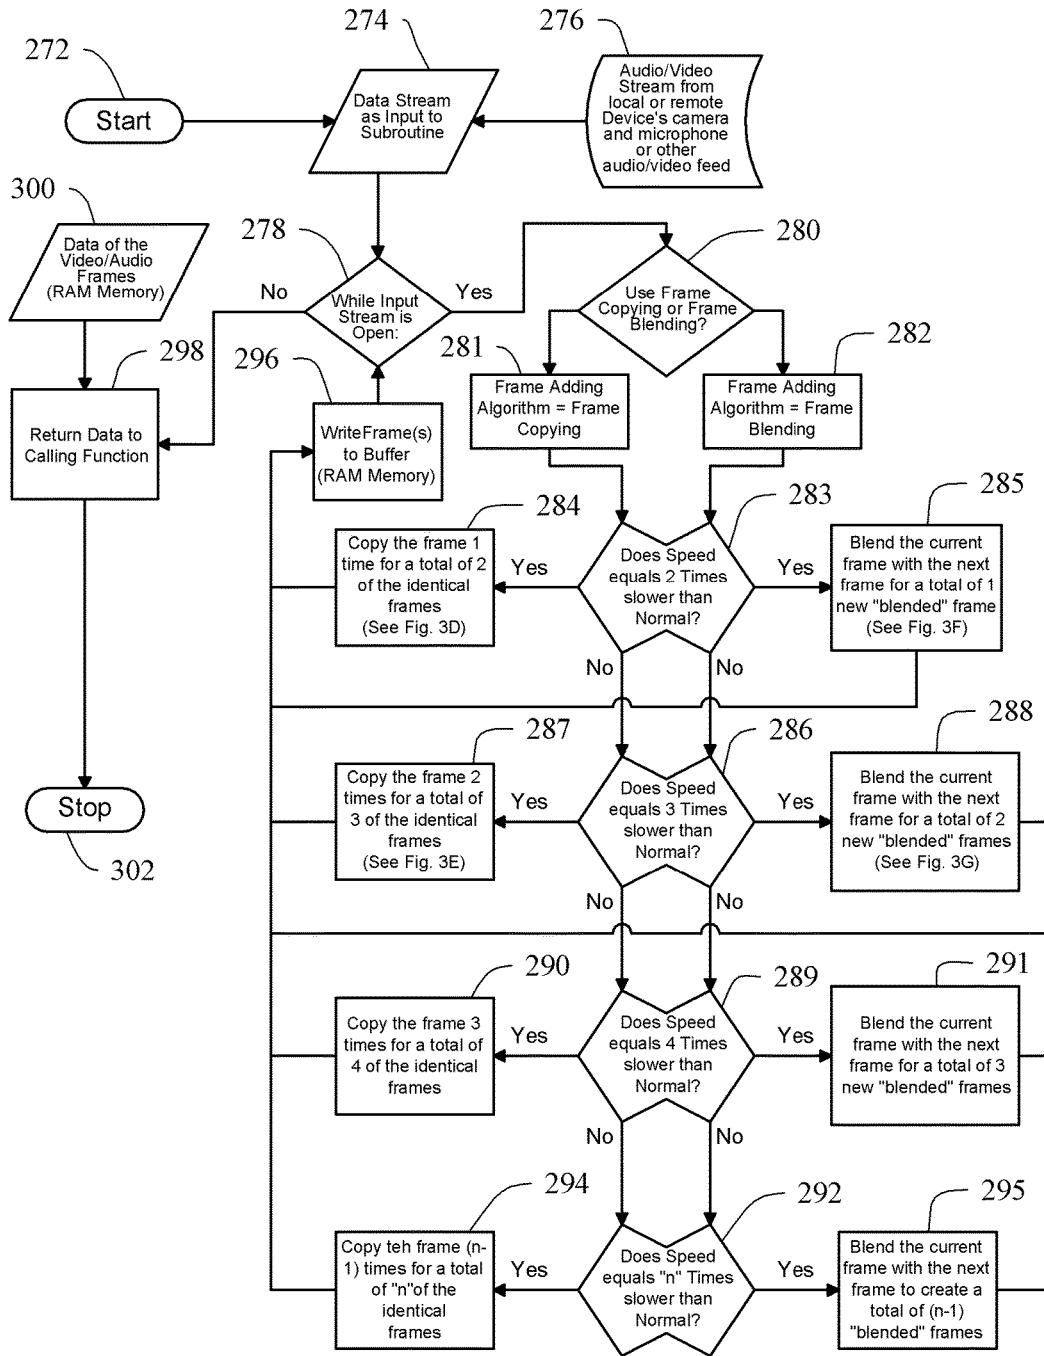 272
274
276
Start
Data Stream
as Input to
Subroutine
Audio/Video
Stream from
local or remote
Device's camera
and microphone
or other
audio/video feed
300
278
280
Data of the
Video/Audio
Frames
(RAM Memory)
No
While Input
Stream is
Open:
Yes
Use Frame
Copying or Frame
Blending?
298
296
281
282
Return Data to
Calling Function
WriteFrame(s)
to Buffer
(RAM Memory)
Frame Adding
Algorithm = Frame
Copying
Frame Adding
Algorithm = Frame
Blending
284
283
285
Copy the frame 1
time for a total of 2
of the identical
frames
(See Fig. 3D)
Yes
Does Speed
equals 2 Times
slower than
Normal?
Yes
Blend the current
frame with the next
frame for a total of 1
new "blended" frame
(See Fig. 3F)
No
No
287
286
288
Stop
302
Copy the frame 2
times for a total of
3 of the identical
frames
(See Fig. 3E)
Yes
Does Speed
equals 3 Times
slower than
Normal?
Yes
Blend the current
frame with the next
frame for a total of 2
new "blended" frames
(See Fig. 3G)
No
No
290
289
291
Copy the frame 3
times for a total of
4 of the identical
frames
Yes
Does Speed
equals 4 Times
slower than
Normal?
Yes
Blend the current
frame with the next
frame for a total of 3
new "blended" frames
No
No
294
292
295
Copy teh frame (n-
1) times for a total
of "n"of the
identical
frames
Yes
Does Speed
equals "n" Times
slower than
Normal?
Yes
Blend the current
frame with the next
frame to create a
total of (n-1)
"blended" frames